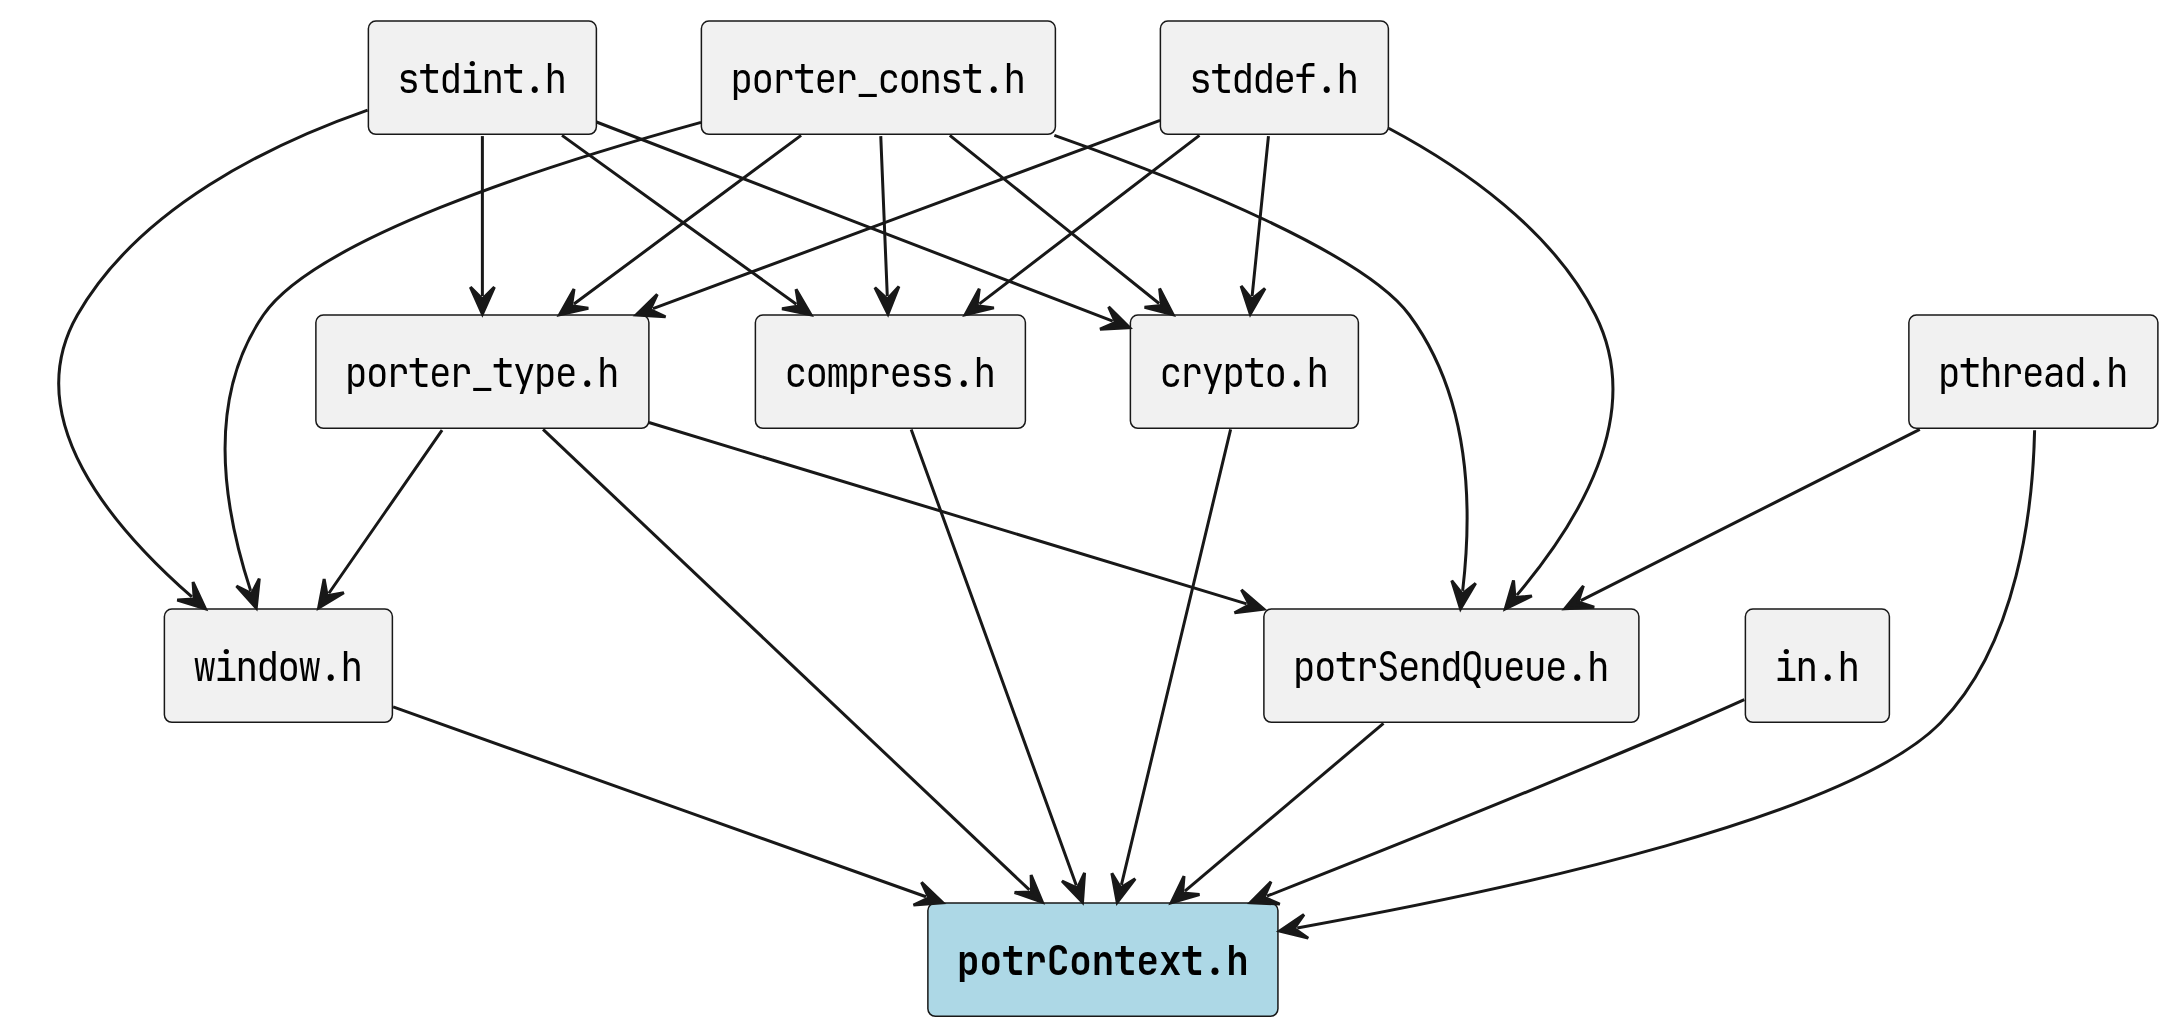 stdint.h
porter_const.h
stddef.h
porter_type.h
compress.h
crypto.h
pthread.h
window.h
potrSendQueue.h
in.h
potrContext.h